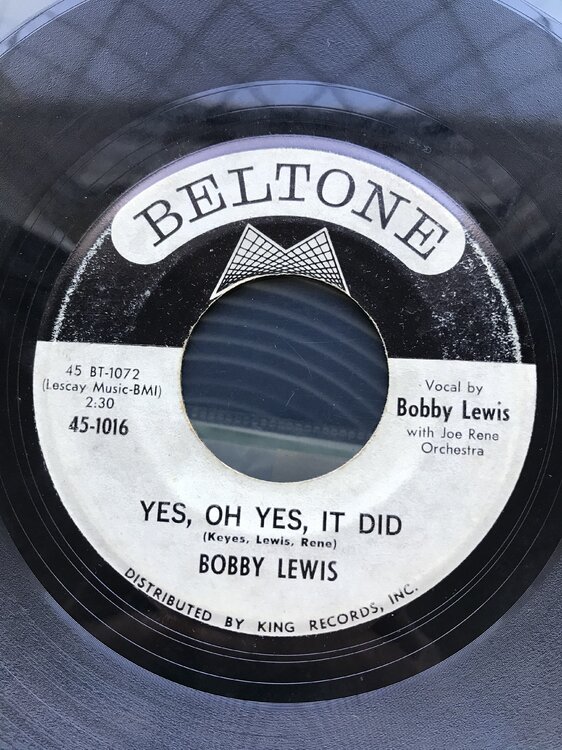 BELTONE
45 BT-1072
(Lescay Music-BMI)
2:30
45-1016
Vocal by
Bobby Lewis
with Joe Rene
Orchestra
YES, OH YES, IT DID
(Keyes, Lewis, Rene)
BOBBY LEWIS
DISTRIBUTED BY KING RECORDS, INC.